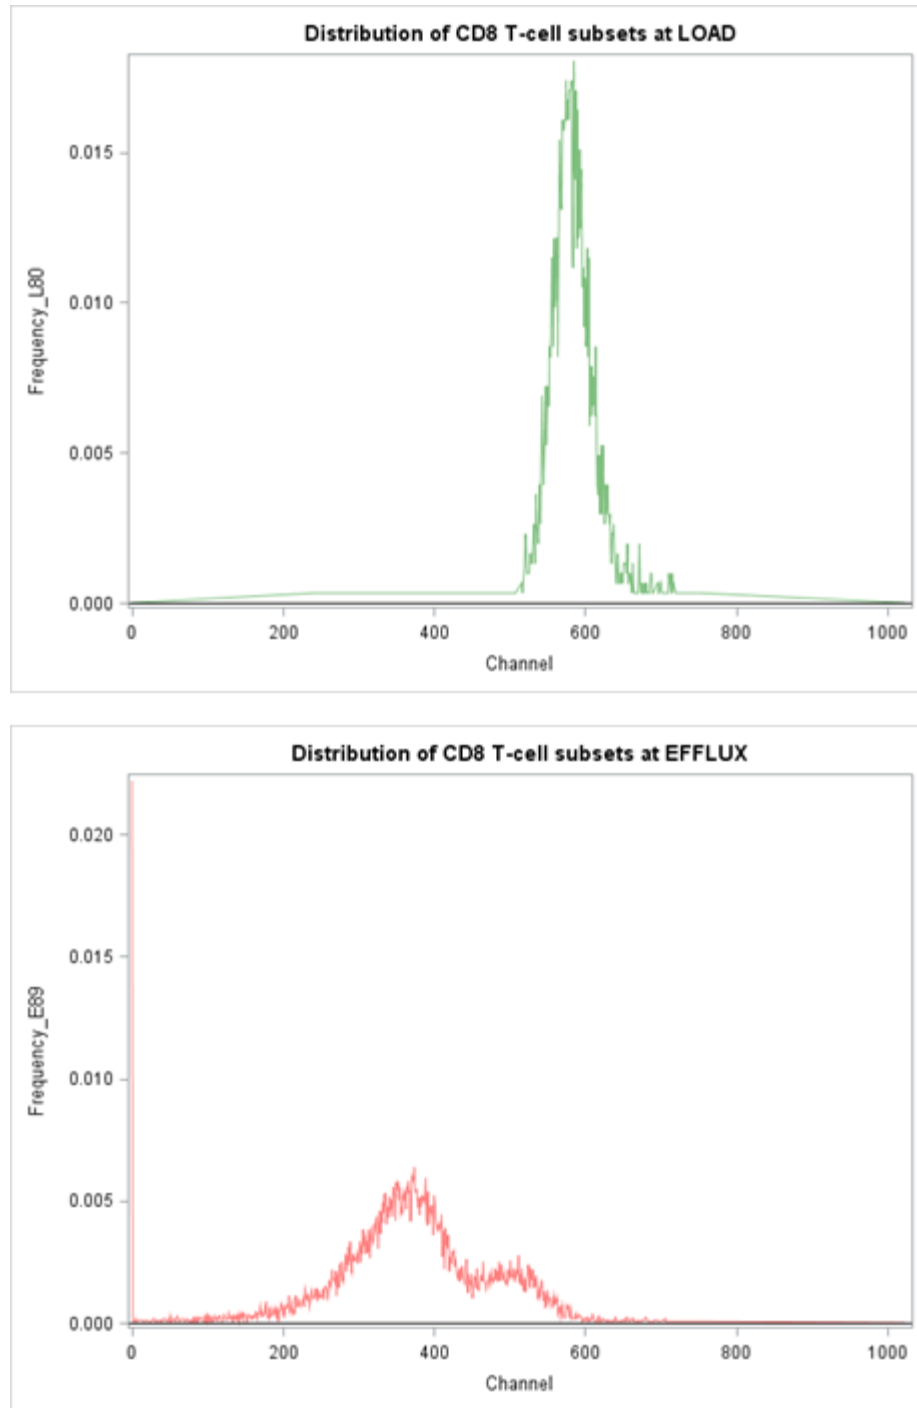 Distribution of CD8 T-cell subsets at LOAD
0.015
0.010
0.005
0.000
Frequency_L80
0 200 400 600 800 1000
Channel
Distribution of CD8 T-cell subsets at EFFLUX
0.020
0.015
0.010
0.005
0.000
Frequency_E89
0 200 400 600 800 1000
Channel